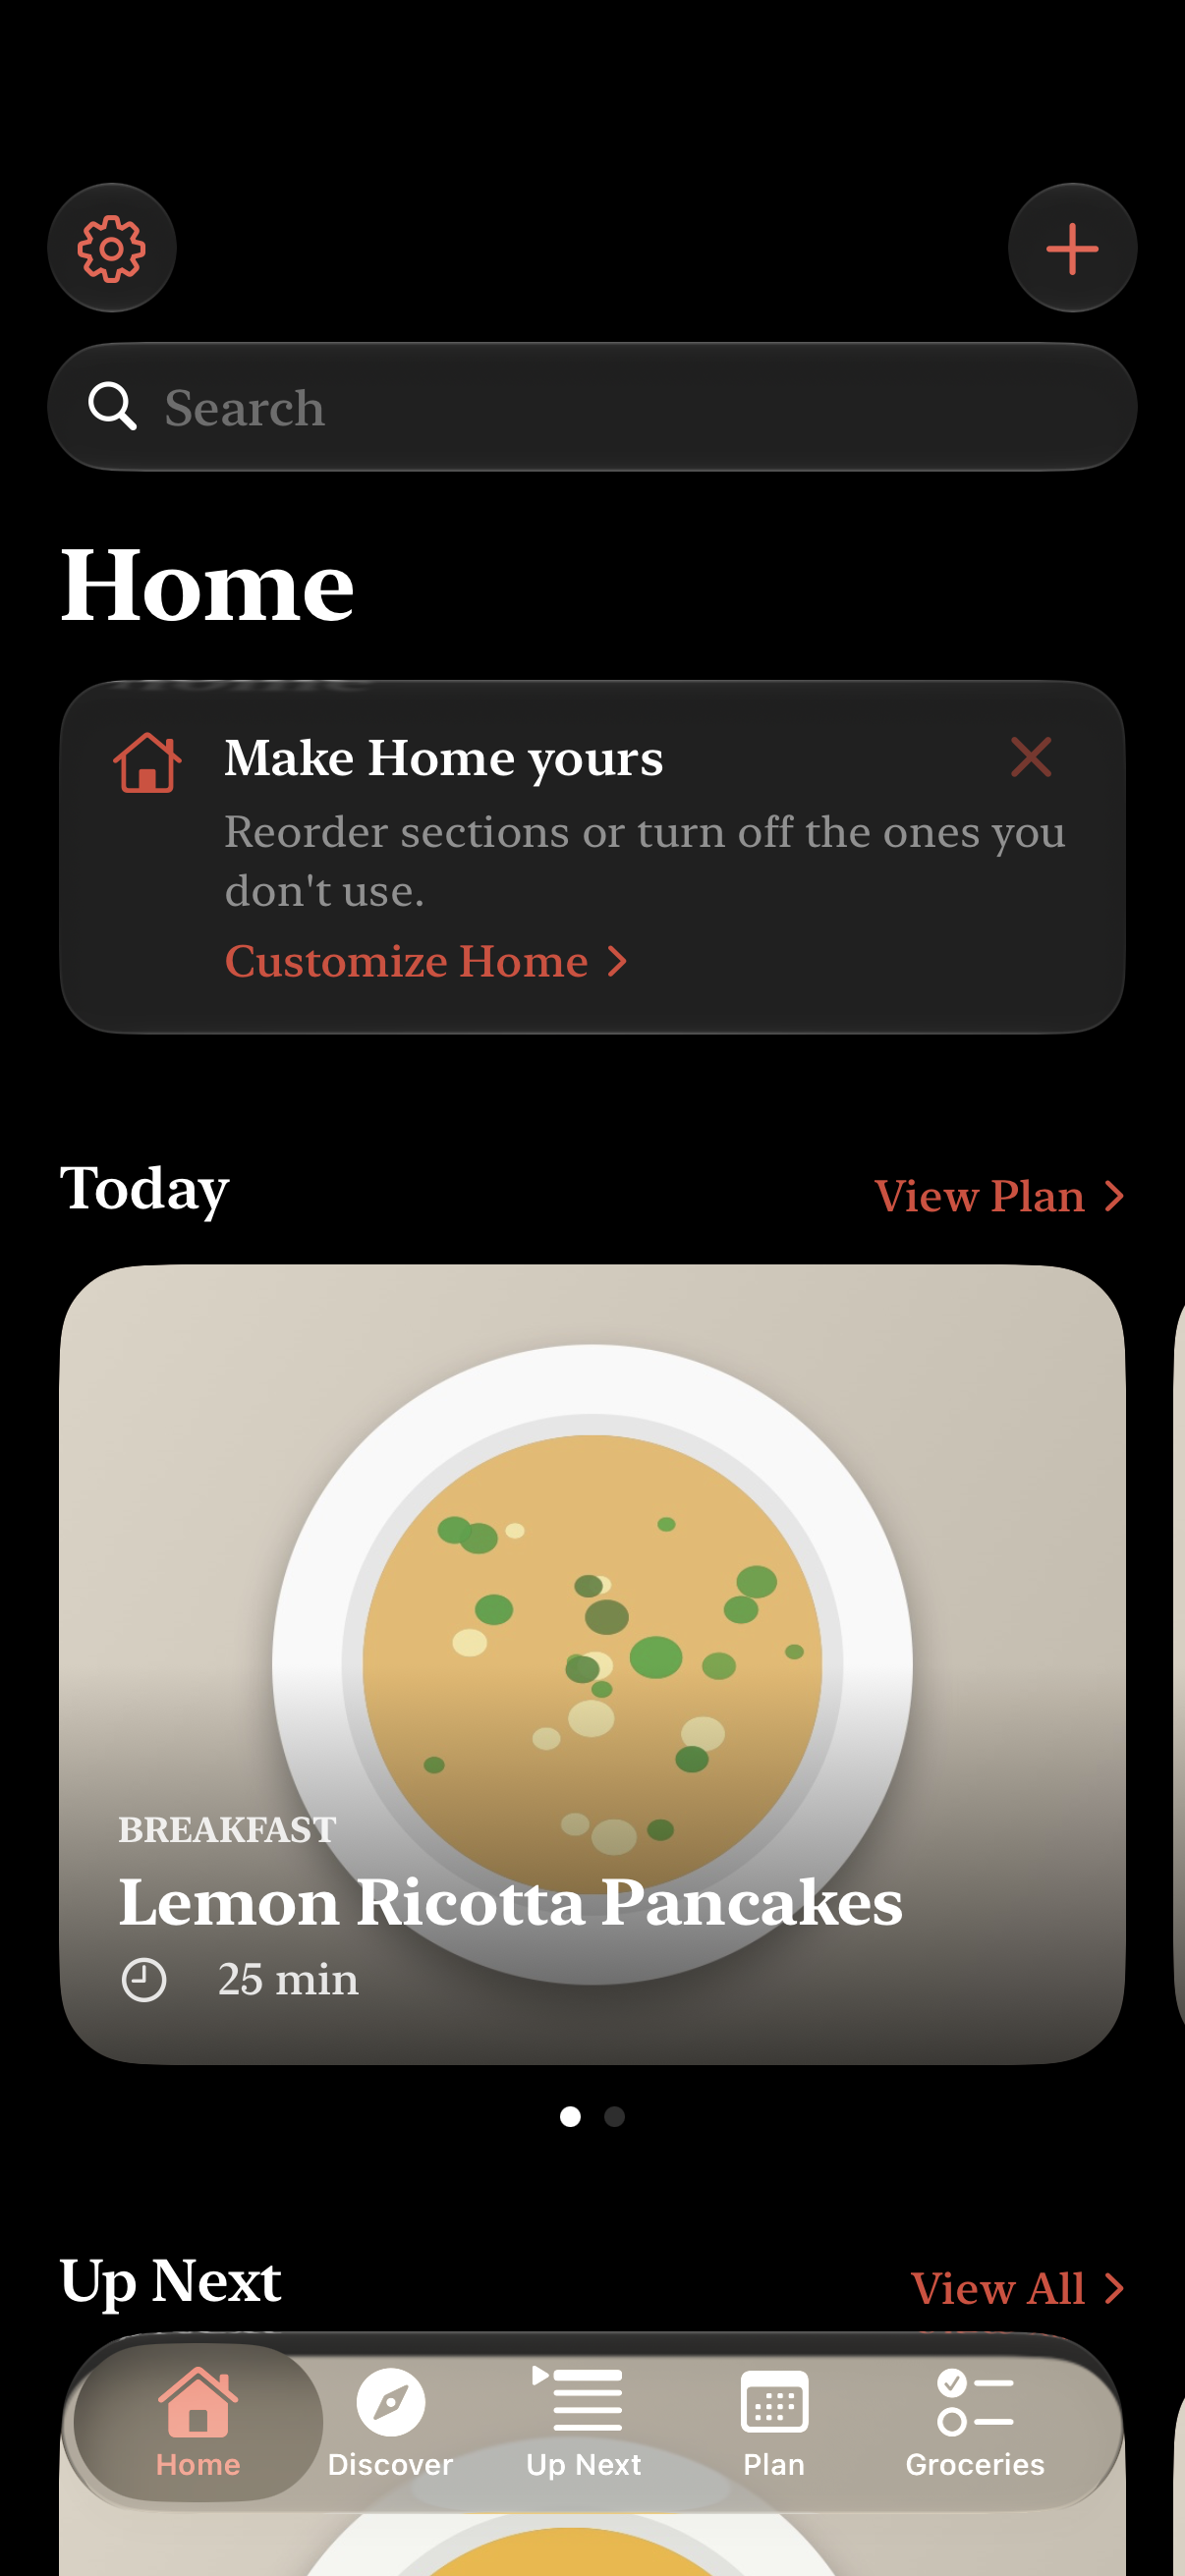 Search
Home
Make Home yours
Reorder sections or turn off the ones you
don't use.
Customize Home
Today
View Plan
BREAKFAST
Lemon Ricotta Pancakes
25 min
Up Next
View All
Home
Discover
Up Next
Plan
Groceries